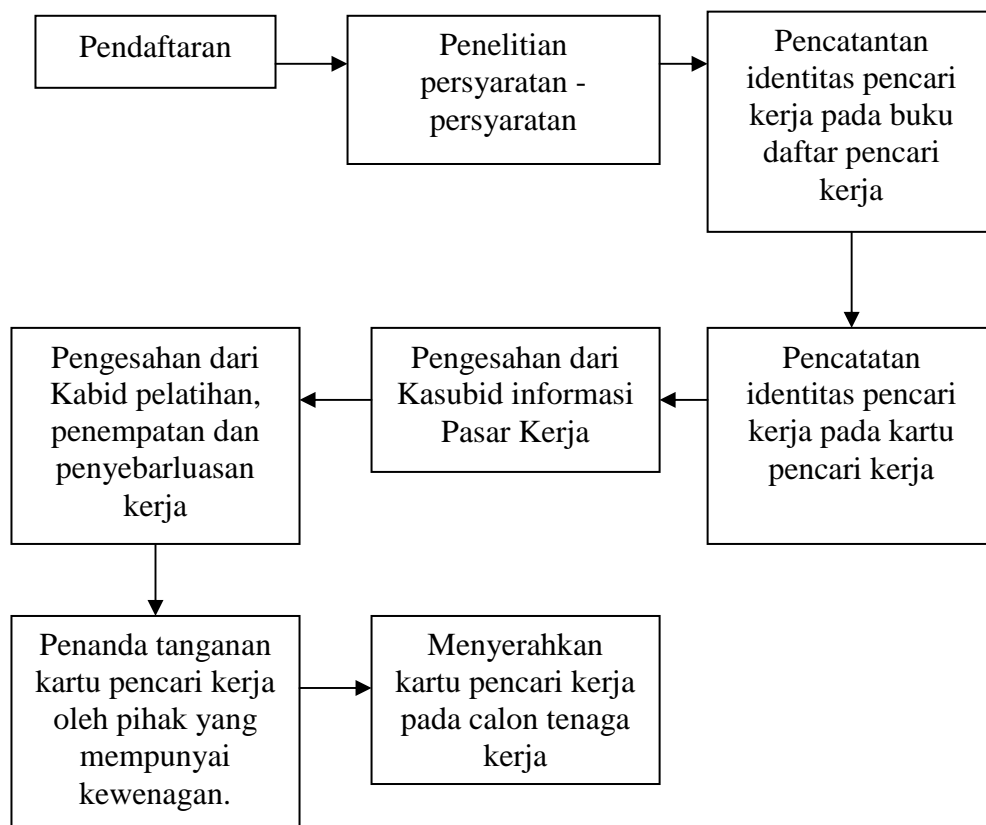 Pendaftaran
Penelitian
persyaratan -
persyaratan
Pencatantan
identitas pencari
kerja pada buku
daftar pencari
kerja
Pencatatan
identitas pencari
kerja pada kartu
pencari kerja
Pengesahan dari
Kasubid informasi
Pasar Kerja
Pengesahan dari
Kabid pelatihan,
penempatan dan
penyebarluasan
kerja
Penanda tanganan
kartu pencari kerja
oleh pihak yang
mempunyai
kewenagan.
Menyerahkan
kartu pencari kerja
pada calon tenaga
kerja